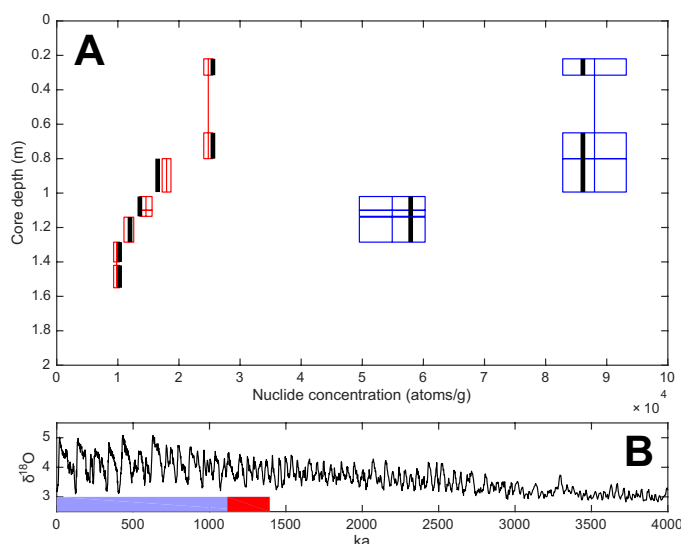 A
0
0.2
0.4
0.6
0.8
1
1.2
1.4
1.6
1.8
2
Core depth (m)
0 1 2 3 4 5 6 7 8 9 10
Nuclide concentration (atoms/g)
× 10⁴
B
5
4
3
δ¹⁸O
0 500 1000 1500 2000 2500 3000 3500 4000
ka